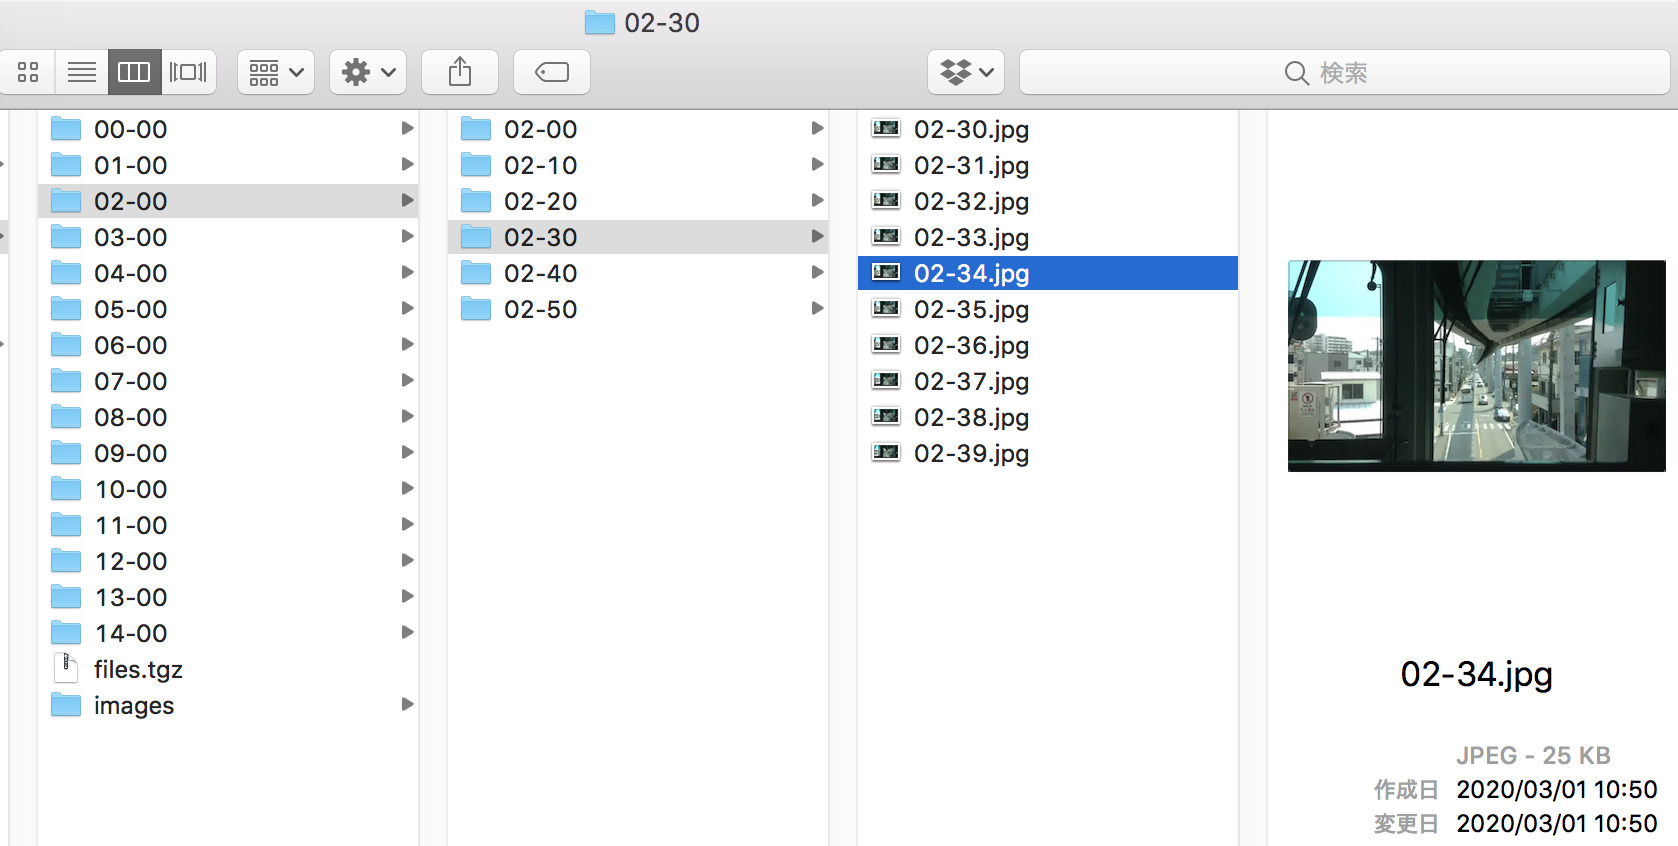 02-30
検索
00-00
01-00
02-00
03-00
04-00
05-00
06-00
07-00
08-00
09-00
10-00
11-00
12-00
13-00
14-00
files.tgz
images
02-00
02-10
02-20
02-30
02-40
02-50
02-30.jpg
02-31.jpg
02-32.jpg
02-33.jpg
02-34.jpg
02-35.jpg
02-36.jpg
02-37.jpg
02-38.jpg
02-39.jpg
02-34.jpg
JPEG - 25 KB
作成日 2020/03/01 10:50
変更日 2020/03/01 10:50